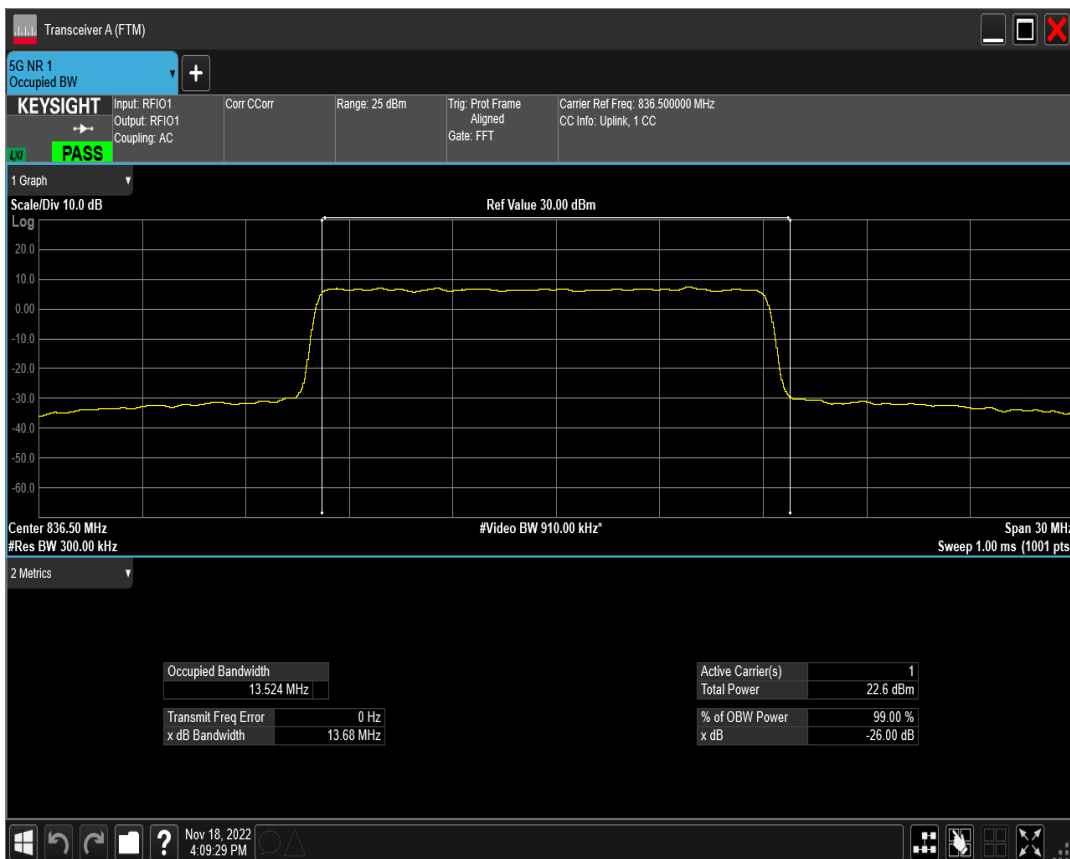 Transceiver A (FTM)
5G NR 1
Occupied BW
+
KEYSIGHT
LXI
PASS
Input: RFIO1
Output: RFIO1
Coupling: AC
Corr CCorr
Range: 25 dBm
Trig: Prot Frame
Aligned
Gate: FFT
Carrier Ref Freq: 836.500000 MHz
CC Info: Uplink, 1 CC
1 Graph
Scale/Div 10.0 dB
Ref Value 30.00 dBm
Log
20.0
10.0
0.00
-10.0
-20.0
-30.0
-40.0
-50.0
-60.0
Center 836.50 MHz
#Video BW 910.00 kHz*
Span 30 MHz
#Res BW 300.00 kHz
Sweep 1.00 ms (1001 pts
2 Metrics
Occupied Bandwidth
13.524 MHz
Active Carrier(s) 1
Total Power 22.6 dBm
Transmit Freq Error 0 Hz
x dB Bandwidth 13.68 MHz
% of OBW Power 99.00 %
x dB -26.00 dB
?
Nov 18, 2022
4:09:29 PM